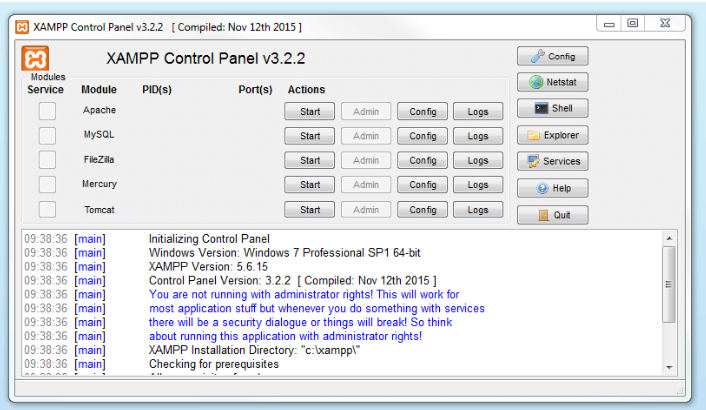 XAMPP Control Panel v3.2.2 [ Compiled: Nov 12th 2015 ]
XAMPP Control Panel v3.2.2
Config
Modules
Service Module PID(s) Port(s) Actions
Netstat
Apache Start Admin Config Logs
Shell
MySQL Start Admin Config Logs
Explorer
FileZilla Start Admin Config Logs
Services
Mercury Start Admin Config Logs
Help
Tomcat Start Admin Config Logs
Quit
09:38:36 [main] Initializing Control Panel
09:38:36 [main] Windows Version: Windows 7 Professional SP1 64-bit
09:38:36 [main] XAMPP Version: 5.6.15
09:38:36 [main] Control Panel Version: 3.2.2 [ Compiled: Nov 12th 2015 ]
09:38:36 [main] You are not running with administrator rights! This will work for
09:38:36 [main] most application stuff but whenever you do something with services
09:38:36 [main] there will be a security dialogue or things will break! So think
09:38:36 [main] about running this application with administrator rights!
09:38:36 [main] XAMPP Installation Directory: "c:\xampp\"
09:38:36 [main] Checking for prerequisites